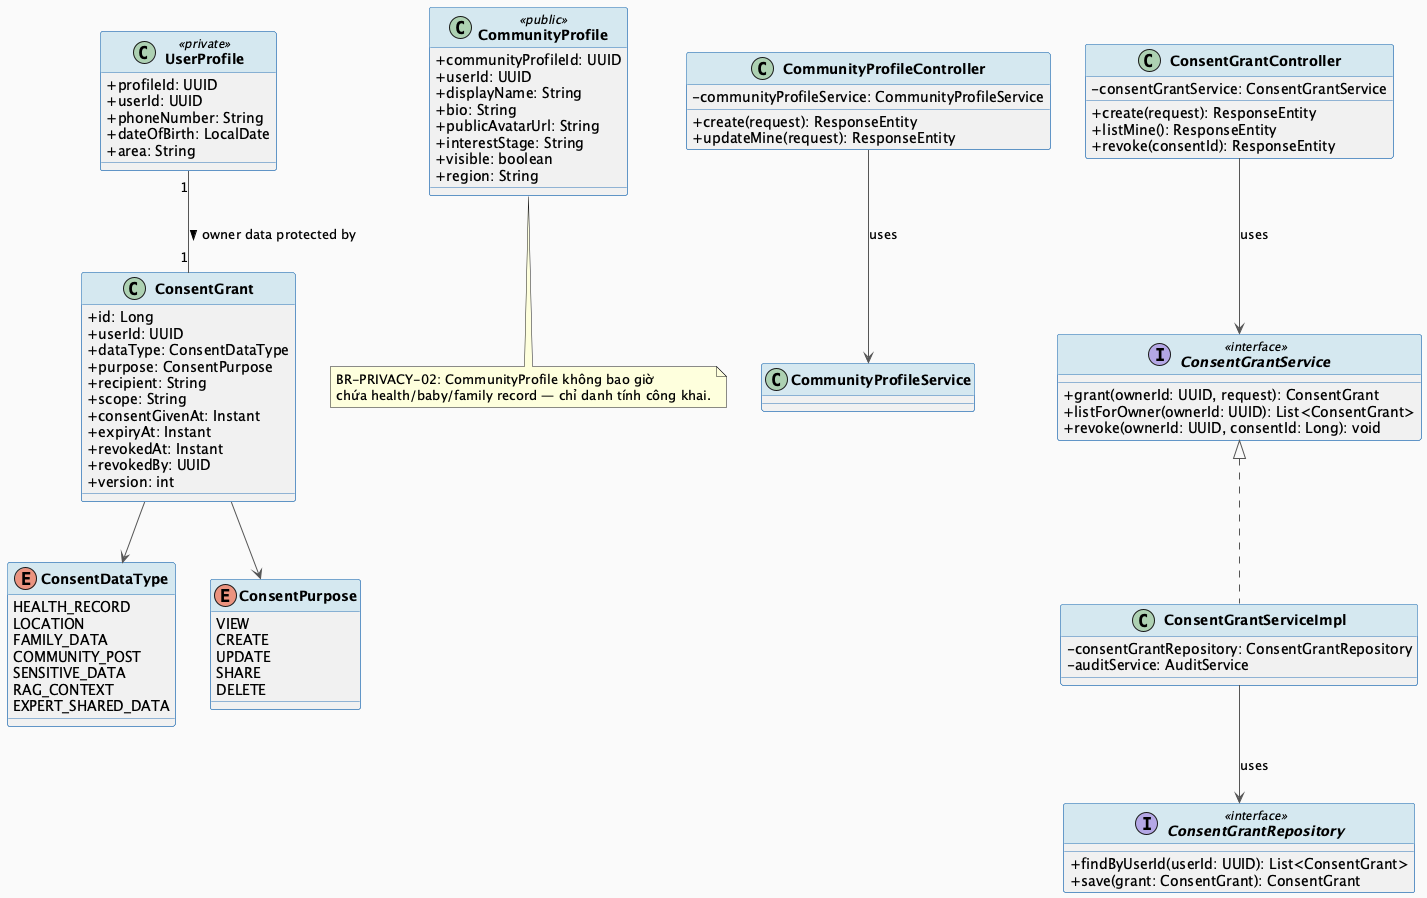 «private»
C UserProfile
+profileId: UUID
+userId: UUID
+phoneNumber: String
+dateOfBirth: LocalDate
+area: String
1
owner data protected by
1
C ConsentGrant
+id: Long
+userId: UUID
+dataType: ConsentDataType
+purpose: ConsentPurpose
+recipient: String
+scope: String
+consentGivenAt: Instant
+expiryAt: Instant
+revokedAt: Instant
+revokedBy: UUID
+version: int
E ConsentDataType
HEALTH_RECORD
LOCATION
FAMILY_DATA
COMMUNITY_POST
SENSITIVE_DATA
RAG_CONTEXT
EXPERT_SHARED_DATA
E ConsentPurpose
VIEW
CREATE
UPDATE
SHARE
DELETE
«public»
C CommunityProfile
+communityProfileId: UUID
+userId: UUID
+displayName: String
+bio: String
+publicAvatarUrl: String
+interestStage: String
+visible: boolean
+region: String
BR-PRIVACY-02: CommunityProfile không bao giờ
chứa health/baby/family record — chỉ danh tính công khai.
C CommunityProfileController
-communityProfileService: CommunityProfileService
+create(request): ResponseEntity
+updateMine(request): ResponseEntity
uses
C CommunityProfileService
C ConsentGrantController
-consentGrantService: ConsentGrantService
+create(request): ResponseEntity
+listMine(): ResponseEntity
+revoke(consentId): ResponseEntity
uses
«interface»
I ConsentGrantService
+grant(ownerId: UUID, request): ConsentGrant
+listForOwner(ownerId: UUID): List<ConsentGrant>
+revoke(ownerId: UUID, consentId: Long): void
C ConsentGrantServiceImpl
-consentGrantRepository: ConsentGrantRepository
-auditService: AuditService
uses
«interface»
I ConsentGrantRepository
+findByUserId(userId: UUID): List<ConsentGrant>
+save(grant: ConsentGrant): ConsentGrant